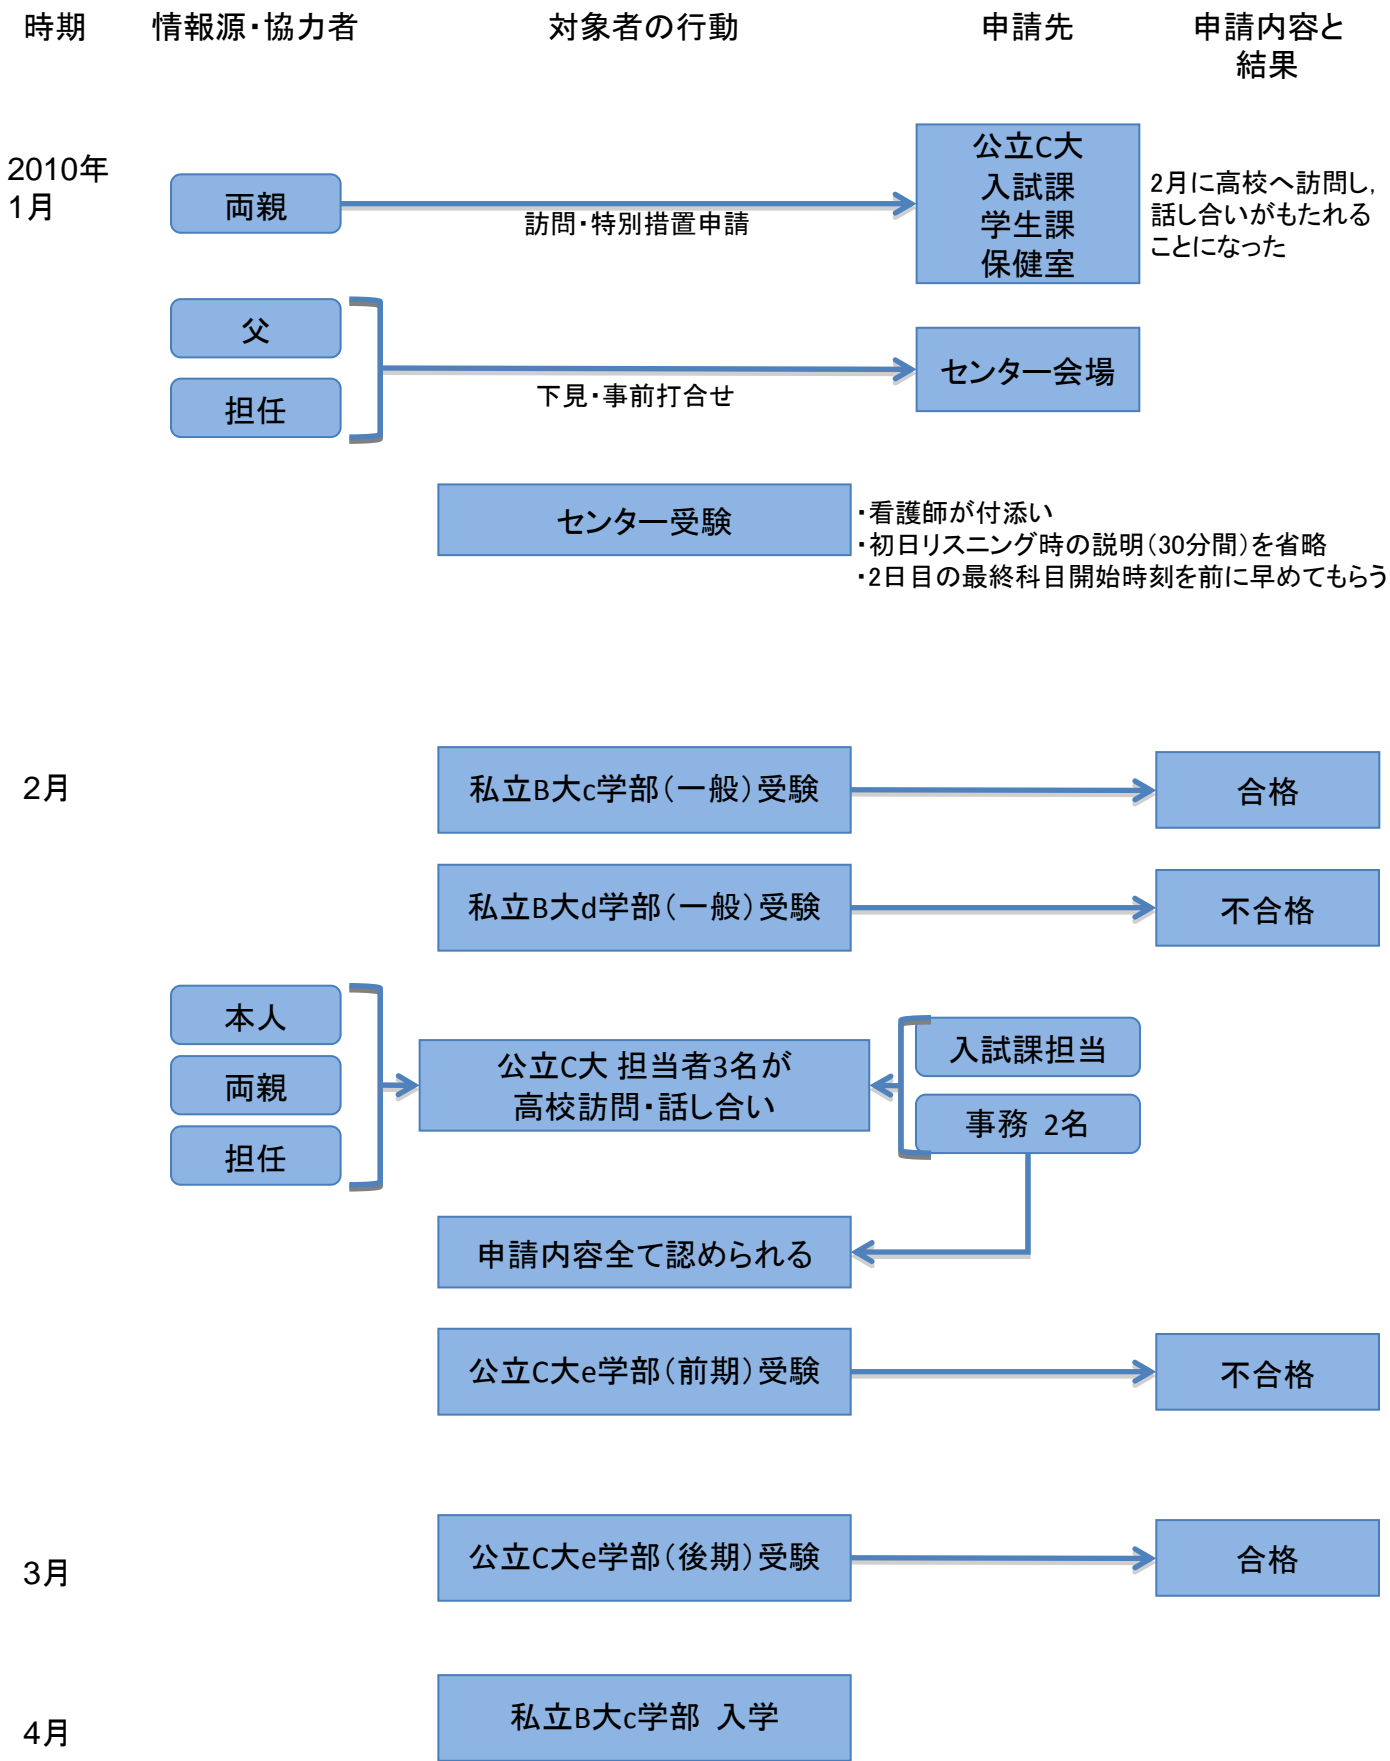 時期
情報源・協力者
対象者の行動
申請先
申請内容と
結果
2010年
1月
両親
訪問・特別措置申請
公立C大
入試課
学生課
保健室
2月に高校へ訪問し,
話し合いがもたれる
ことになった
父
担任
下見・事前打合せ
センター会場
センター受験
・看護師が付添い
・初日リスニング時の説明(30分間)を省略
・2日目の最終科目開始時刻を前に早めてもらう
2月
私立B大c学部(一般)受験
合格
私立B大d学部(一般)受験
不合格
本人
両親
担任
公立C大 担当者3名が
高校訪問・話し合い
入試課担当
事務 2名
申請内容全て認められる
公立C大e学部(前期)受験
不合格
3月
公立C大e学部(後期)受験
合格
4月
私立B大c学部 入学